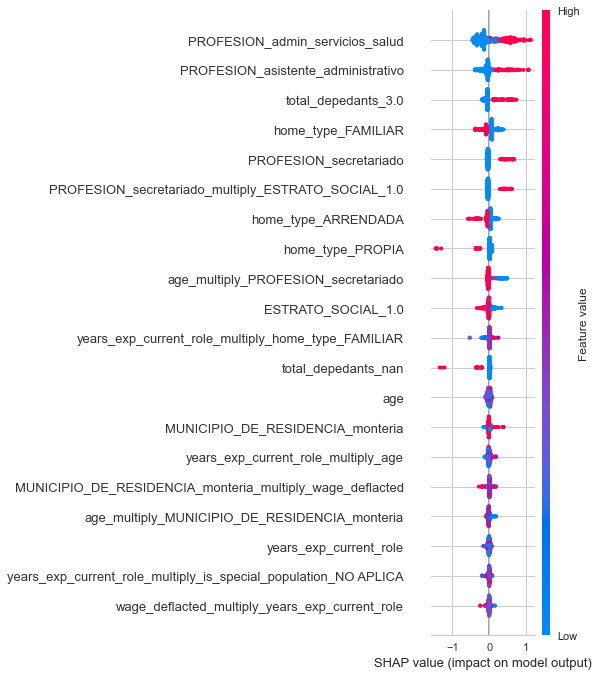 High
PROFESION_admin_servicios_salud
PROFESION_asistente_administrativo
total_depedants_3.0
home_type_FAMILIAR
PROFESION_secretariado
PROFESION_secretariado_multiply_ESTRATO_SOCIAL_1.0
home_type_ARRENDADA
home_type_PROPIA
age_multiply_PROFESION_secretariado
ESTRATO_SOCIAL_1.0
years_exp_current_role_multiply_home_type_FAMILIAR
total_depedants_nan
age
MUNICIPIO_DE_RESIDENCIA_monteria
years_exp_current_role_multiply_age
MUNICIPIO_DE_RESIDENCIA_monteria_multiply_wage_deflacted
age_multiply_MUNICIPIO_DE_RESIDENCIA_monteria
years_exp_current_role
years_exp_current_role_multiply_is_special_population_NO APLICA
wage_deflacted_multiply_years_exp_current_role
Feature value
Low
−1 0 1
SHAP value (impact on model output)